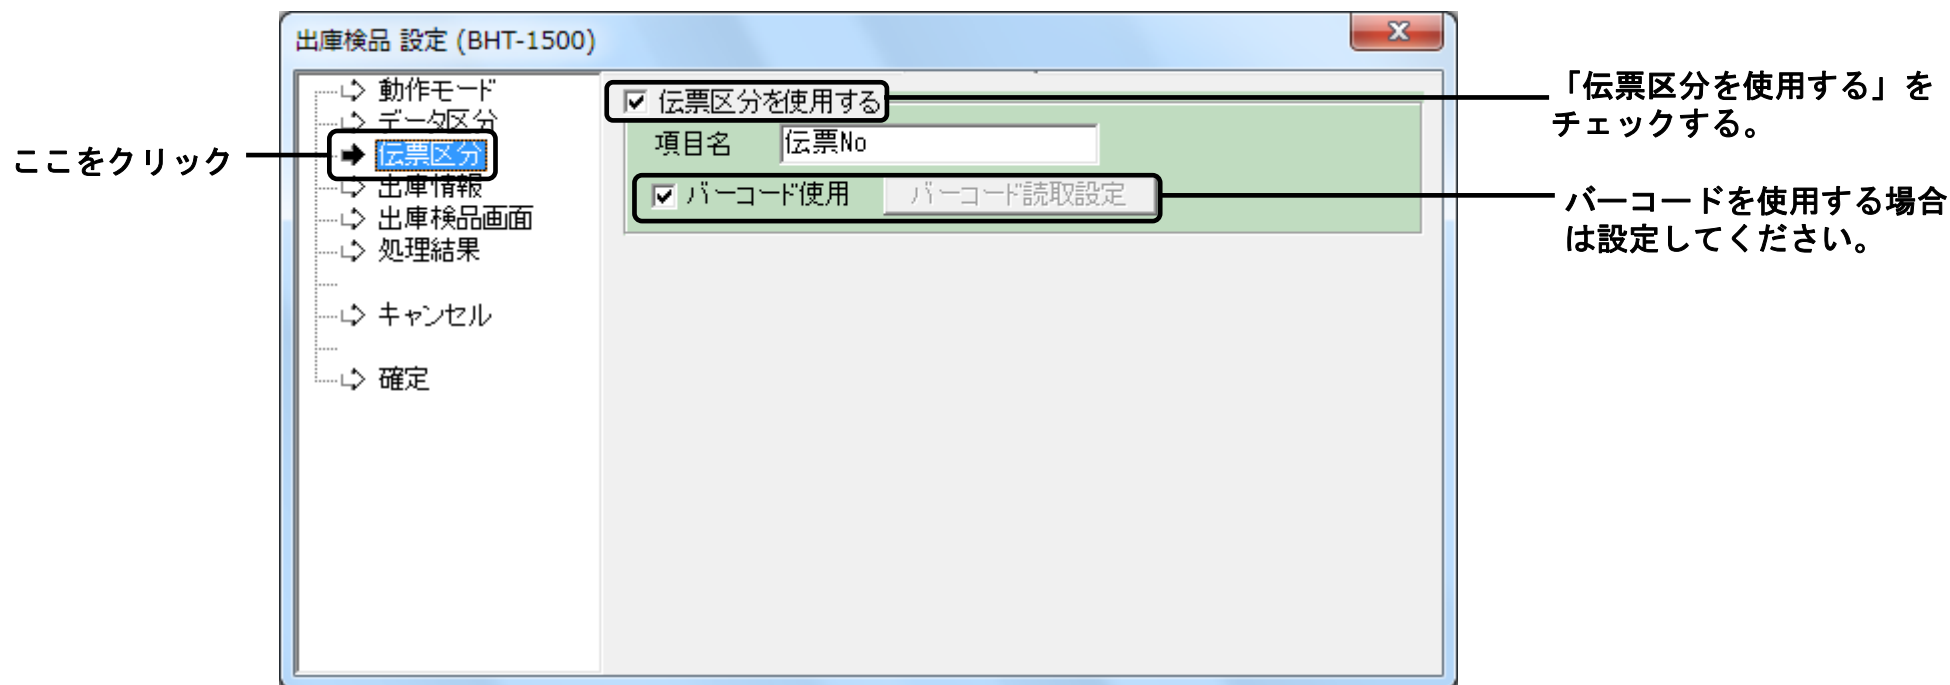 出庫検品 設定 (BHT-1500)
動作モード
データ区分
伝票区分
出庫情報
出庫検品画面
処理結果
キャンセル
確定
ここをクリック
伝票区分を使用する
項目名 伝票No
バーコード使用 バーコード読取設定
「伝票区分を使用する」を
チェックする。
バーコードを使用する場合
は設定してください。